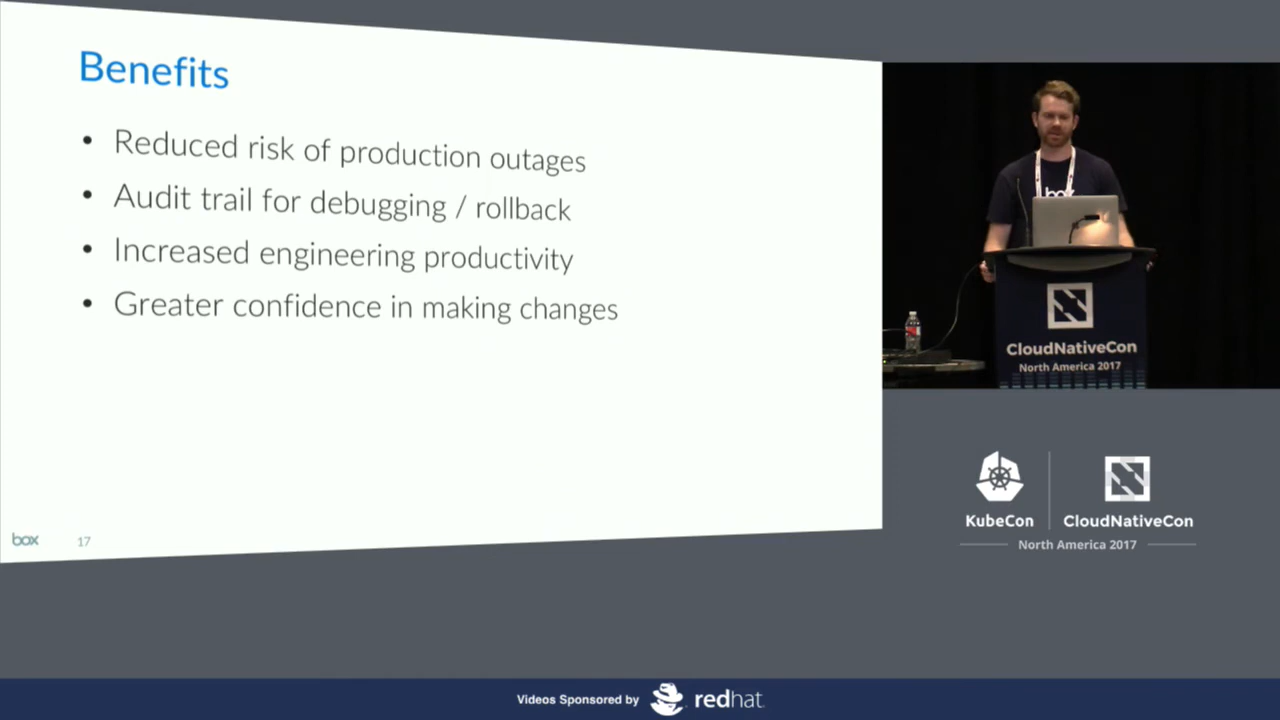 Benefits
• Reduced risk of production outages
• Audit trail for debugging / rollback
• Increased engineering productivity
• Greater confidence in making changes
box
17
box
CloudNativeCon
North America 2017
KubeCon
CloudNativeCon
North America 2017
Videos Sponsored by
redhat